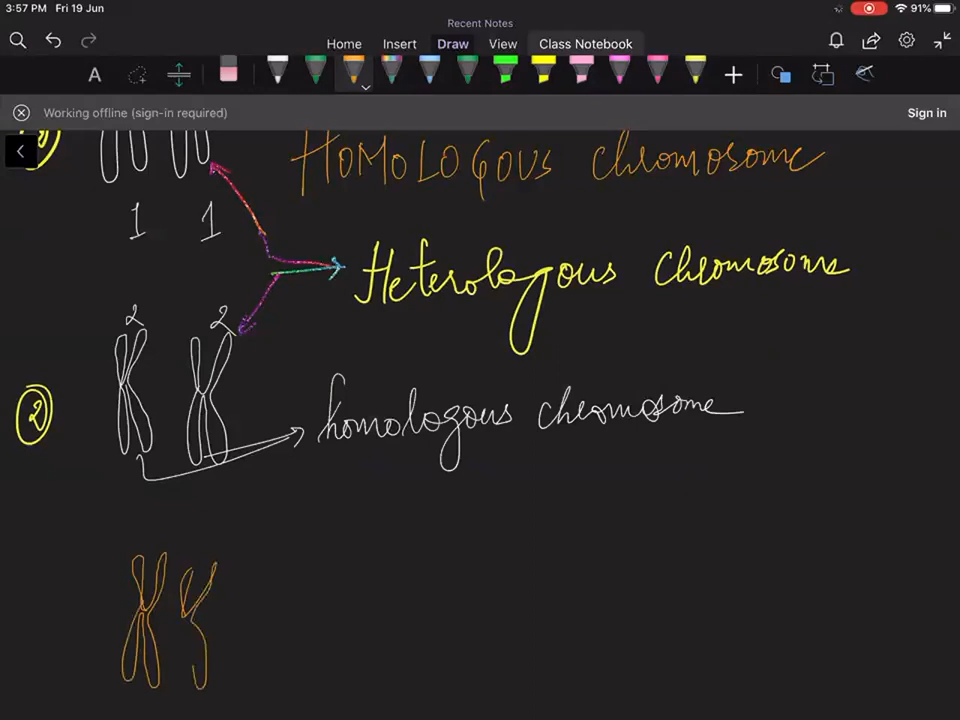 3:57 PM Fri 19 Jun
91%
Recent Notes
Home Insert Draw View Class Notebook
A
Working offline (sign-in required) Sign in
HOMOLOGOUS chromosome
1 1
Heterologous chromosome
2 2
2
homologous chromosome